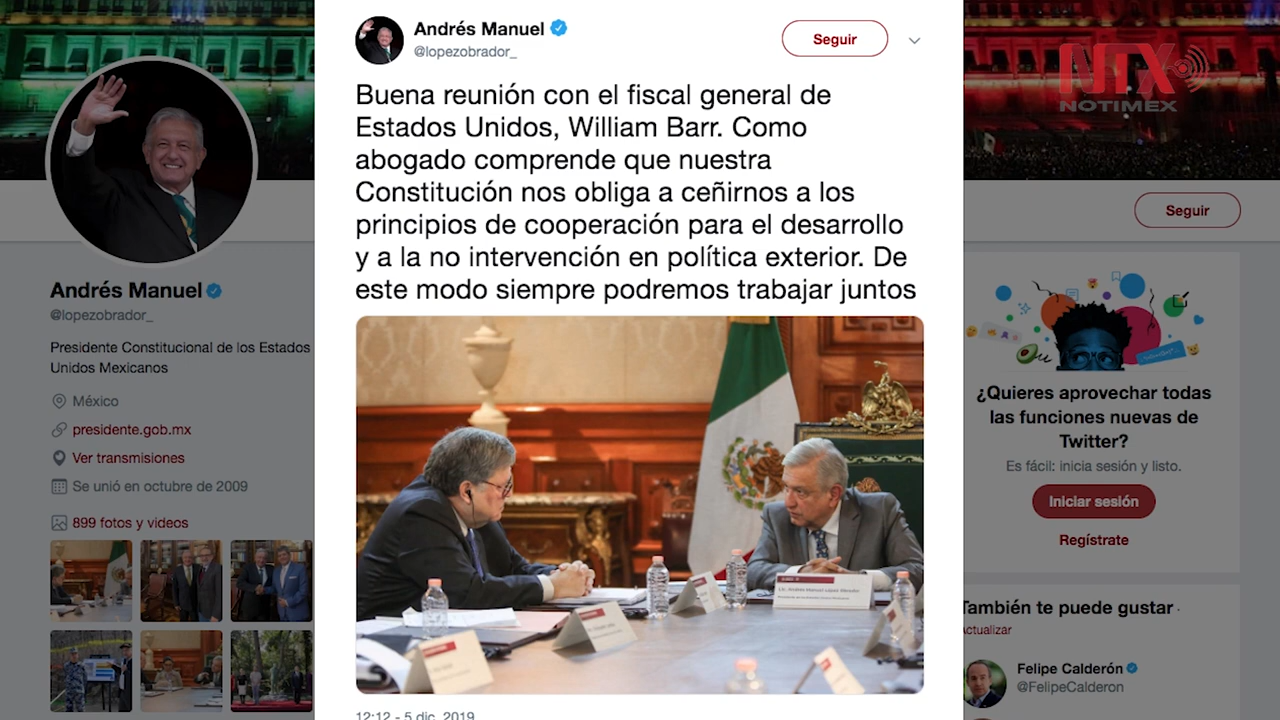 Andrés Manuel
@lopezobrador_
Presidente Constitucional de los Estados
Unidos Mexicanos
México
presidente.gob.mx
Ver transmisiones
Se unió en octubre de 2009
899 fotos y videos
Andrés Manuel
@lopezobrador_
Seguir
Buena reunión con el fiscal general de
Estados Unidos, William Barr. Como
abogado comprende que nuestra
Constitución nos obliga a ceñirnos a los
principios de cooperación para el desarrollo
y a la no intervención en política exterior. De
este modo siempre podremos trabajar juntos
Lic. Andrés Manuel López Obrador
12:12 - 5 dic. 2019
NTX
NOTIMEX
Seguir
¿Quieres aprovechar todas
las funciones nuevas de
Twitter?
Es fácil: inicia sesión y listo.
Iniciar sesión
Regístrate
También te puede gustar ·
Actualizar
Felipe Calderón
@FelipeCalderon